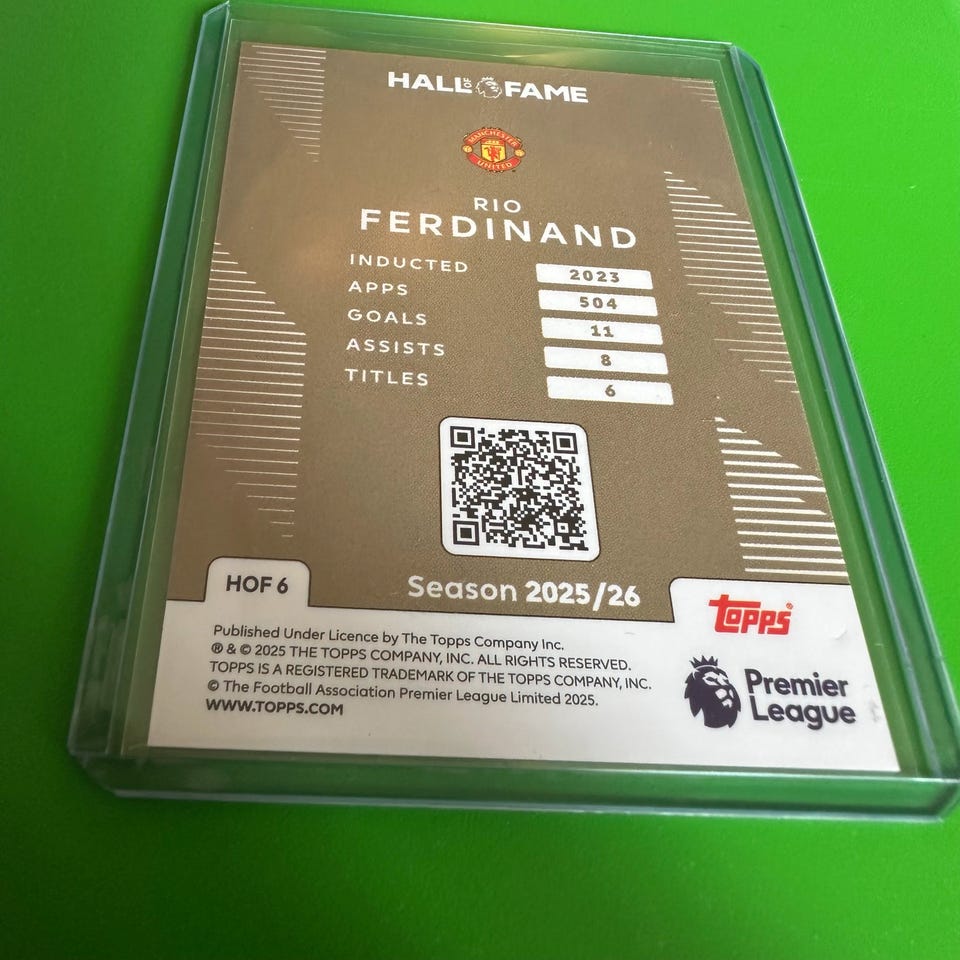 HALL OF FAME
MANCHESTER
UNITED
RIO
FERDINAND
INDUCTED 2023
APPS 504
GOALS 11
ASSISTS 8
TITLES 6
HOF 6
Season 2025/26
topps®
Published Under Licence by The Topps Company Inc.
® & © 2025 THE TOPPS COMPANY, INC. ALL RIGHTS RESERVED.
TOPPS IS A REGISTERED TRADEMARK OF THE TOPPS COMPANY, INC.
© The Football Association Premier League Limited 2025.
WWW.TOPPS.COM
Premier
League